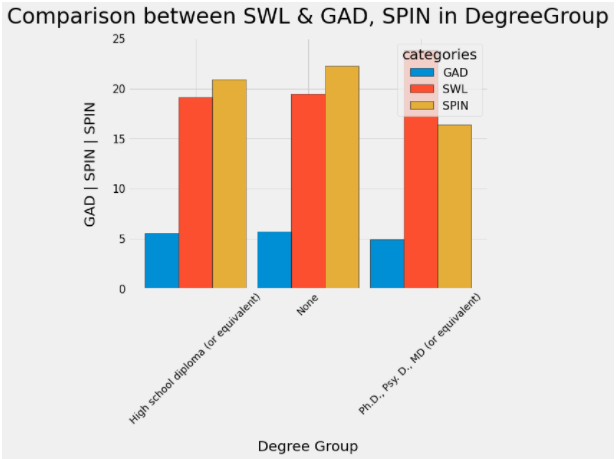 Comparison between SWL & GAD, SPIN in DegreeGroup
GAD | SPIN | SPIN
25
20
15
10
5
0
categories
GAD
SWL
SPIN
High school diploma (or equivalent)
None
Ph.D., Psy. D., MD (or equivalent)
Degree Group